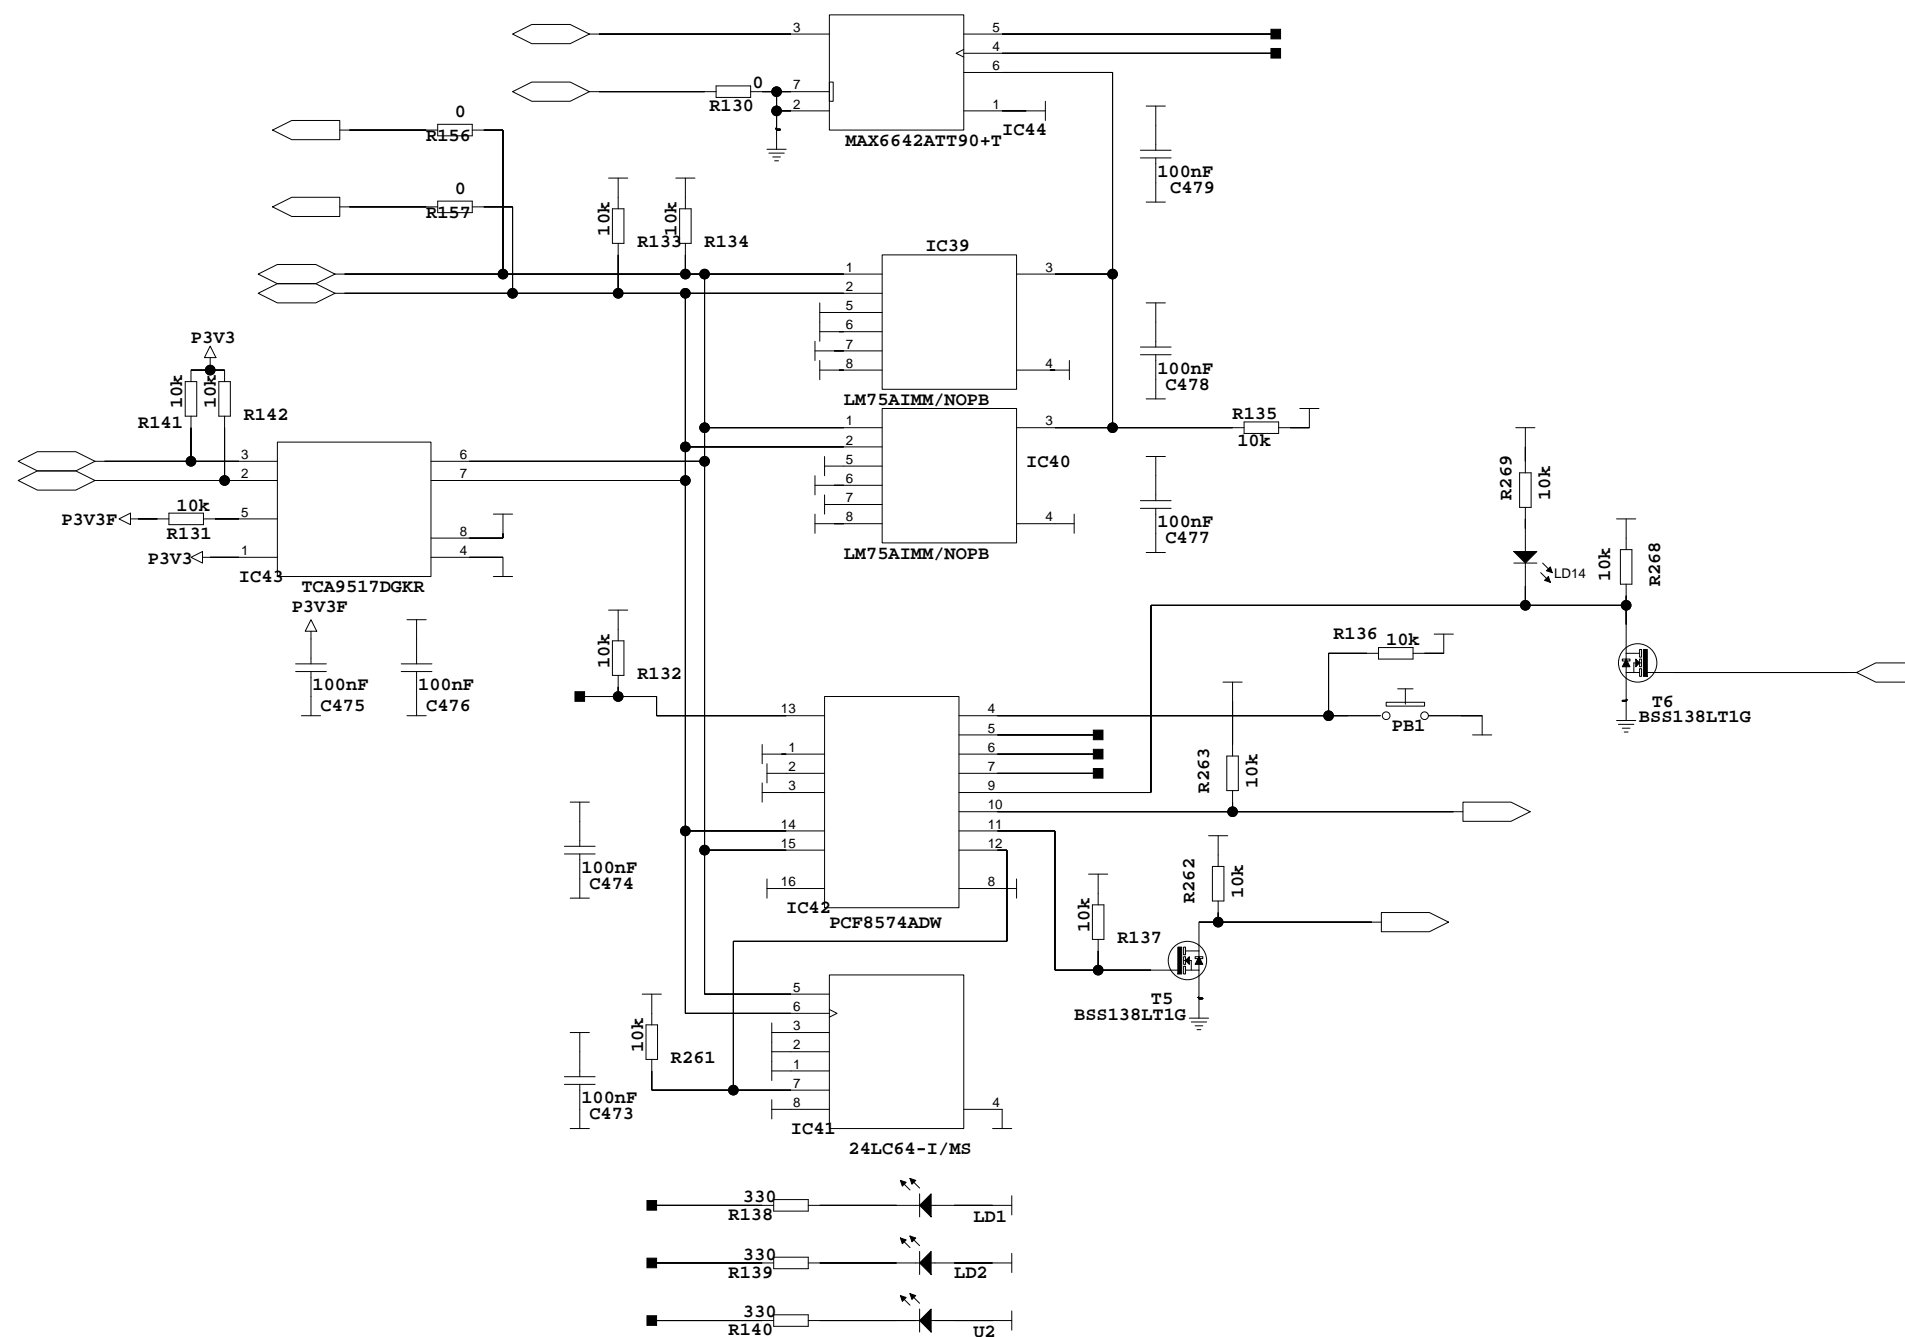 3
5
4
6
7
0
R130
2
1
IC44
MAX6642ATT90+T
0
R156
0
R157
100nF
C479
10k
R133
10k
R134
IC39
1
2
5
6
7
8
3
4
LM75AIMM/NOPB
100nF
C478
P3V3
10k
10k
R141
R142
1
2
5
6
7
8
3
4
IC40
LM75AIMM/NOPB
R135
10k
100nF
C477
3
2
5
1
6
7
8
4
10k
R131
P3V3F
P3V3
IC43
TCA9517DGKR
P3V3F
100nF
C475
100nF
C476
R269
10k
LD14
10k
R268
T6
BSS138LT1G
10k
R132
R136
10k
PB1
13
1
2
3
14
15
16
4
5
6
7
9
10
11
12
8
IC42
PCF8574ADW
R263
10k
100nF
C474
R262
10k
10k
R137
T5
BSS138LT1G
5
6
3
2
1
7
8
4
IC41
24LC64-I/MS
10k
R261
100nF
C473
330
R138
LD1
330
R139
LD2
330
R140
U2